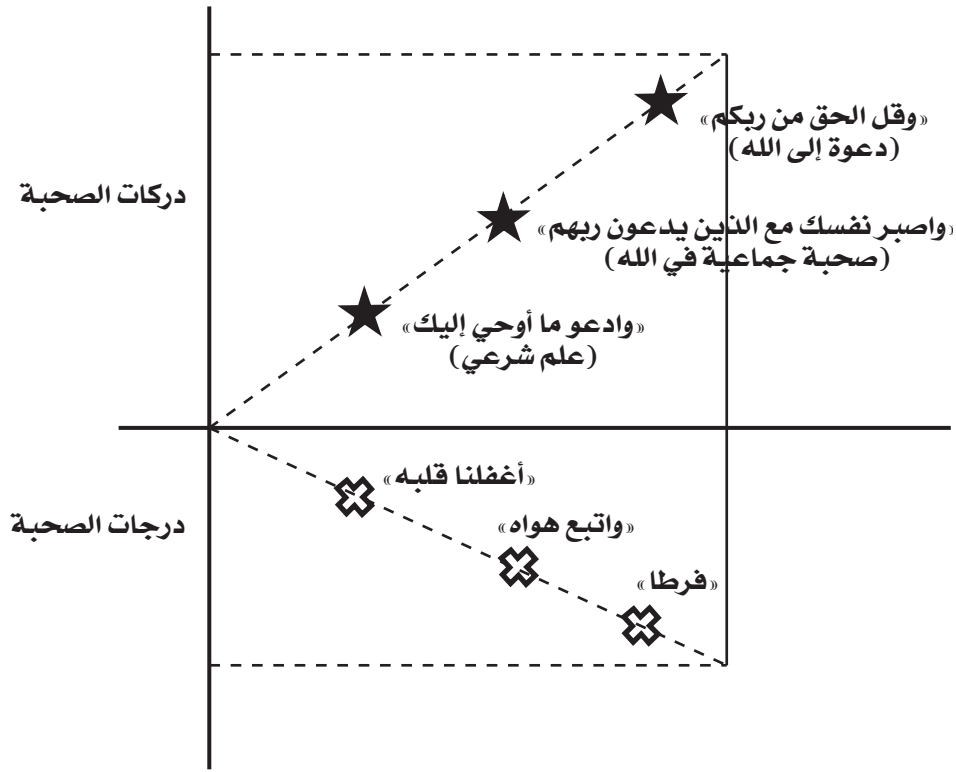 «وقل الحق من ربكم»
(دعوة إلى الله)
دركات الصحبة
«واصبر نفسك مع الذين يدعون ربهم»
(صحبة جماعية في الله)
«وادعو ما أوحي إليك»
(علم شرعي)
«أغفلنا قلبه»
درجات الصحبة
«واتبع هواه»
«فرطا»